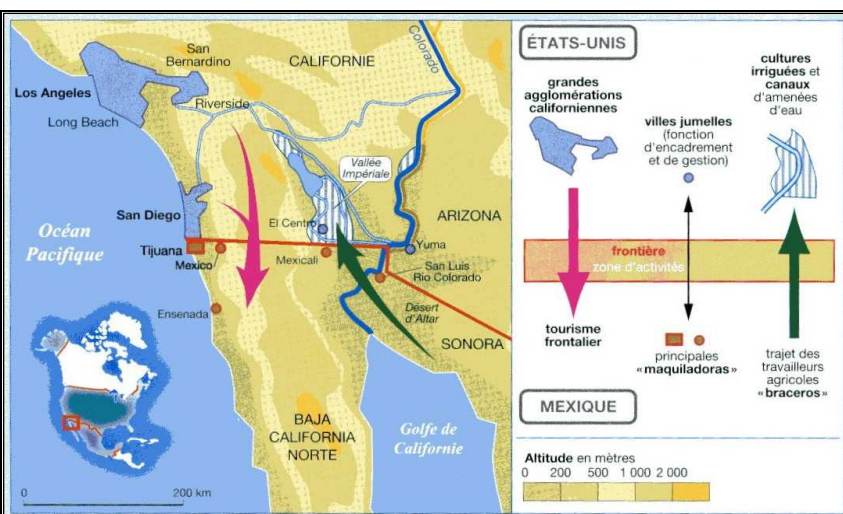 San
Bernardino
CALIFORNIE
Colorado
Los Angeles
Riverside
Long Beach
Vallée
Impériale
Océan
Pacifique
San Diego
El Centro
ARIZONA
Tijuana
Yuma
Mexico
Mexicali
San Luis
Rio Colorado
Ensenada
Désert
d'Altar
SONORA
BAJA
CALIFORNIA
NORTE
Golfe de
Californie
0 200 km
ÉTATS-UNIS
grandes
agglomérations
californiennes
villes jumelles
(fonction
d'encadrement
et de gestion)
cultures
irriguées et
canaux
d'amenées
d'eau
frontière
zone d'activités
tourisme
frontalier
principales
«maquiladoras»
trajet des
travailleurs
agricoles
«braceros»
MEXIQUE
Altitude en mètres
0 200 500 1 000 2 000